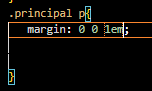 .principal p{
margin: 0 0 1em;
}